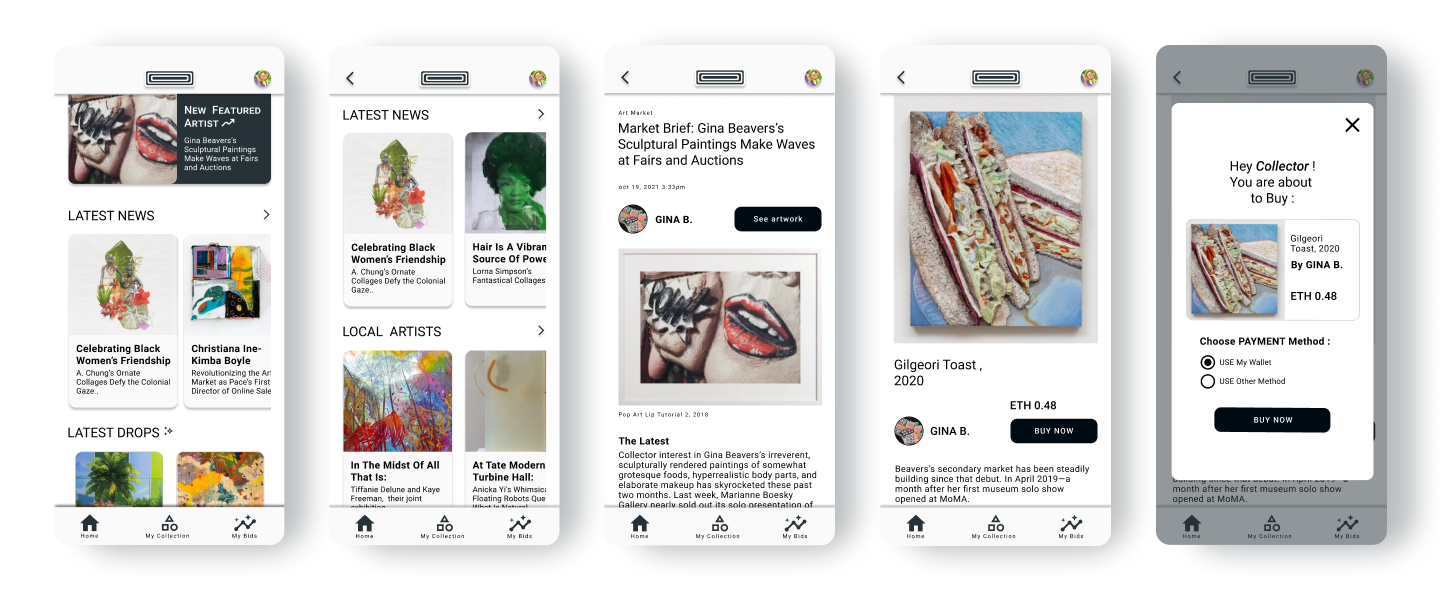 NEW FEATURED
ARTIST
Gina Beavers's
Sculptural Paintings
Make Waves at Fairs
and Auctions
LATEST NEWS
Celebrating Black
Women's Friendship
A. Chung's Ornate
Collages Defy the Colonial
Gaze..
Christiana Ine-
Kimba Boyle
Revolutionizing the Art
Market as Pace's First
Director of Online Sale
LATEST DROPS
Home
My Collection
My Bids
LATEST NEWS
Celebrating Black
Women's Friendship
A. Chung's Ornate
Collages Defy the Colonial
Gaze..
Hair Is A Vibran
Source Of Powe
Lorna Simpson's
Fantastical Collages
LOCAL ARTISTS
In The Midst Of All
That Is:
Tiffanie Delune and Kaye
Freeman, their joint
exhibition
At Tate Modern
Turbine Hall:
Anicka Yi's Whimsica
Floating Robots Que
What Is Natural
Home
My Collection
My Bids
Art Market
Market Brief: Gina Beavers's
Sculptural Paintings Make Waves
at Fairs and Auctions
oct 19, 2021 3:33pm
GINA B.
See artwork
Pop Art Lip Tutorial 2, 2018
The Latest
Collector interest in Gina Beavers's irreverent,
sculpturally rendered paintings of somewhat
grotesque foods, hyperrealistic body parts, and
elaborate makeup has skyrocketed these past
two months. Last week, Marianne Boesky
Gallery nearly sold out its solo presentation of
Home
My Collection
My Bids
Gilgeori Toast ,
2020
ETH 0.48
GINA B.
BUY NOW
Beavers's secondary market has been steadily
building since that debut. In April 2019—a
month after her first museum solo show
opened at MoMA.
Home
My Collection
My Bids
Hey Collector !
You are about
to Buy :
Gilgeori
Toast, 2020
By GINA B.
ETH 0.48
Choose PAYMENT Method :
USE My Wallet
USE Other Method
BUY NOW
building since that debut. In April 2019—a
month after her first museum solo show
opened at MoMA.
Home
My Collection
My Bids